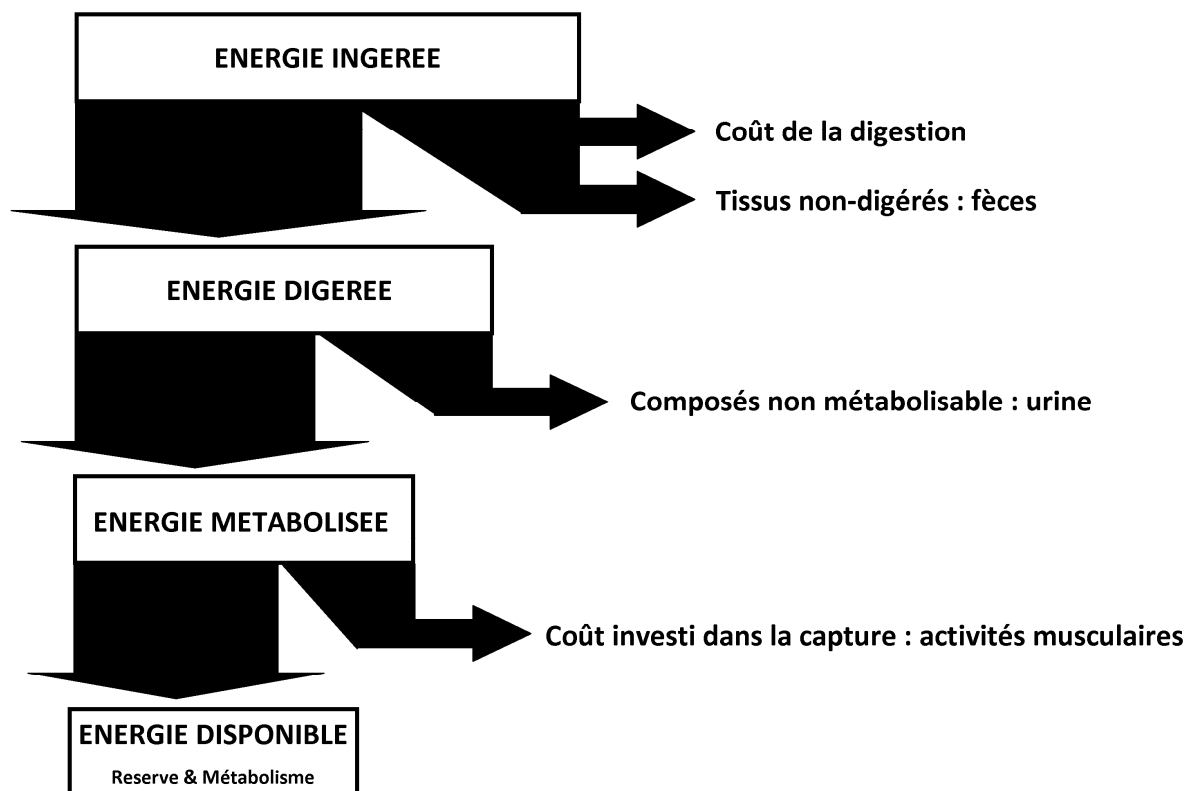 ENERGIE INGEREE
Coût de la digestion
Tissus non-digérés : fèces
ENERGIE DIGEREE
Composés non métabolisable : urine
ENERGIE METABOLISEE
Coût investi dans la capture : activités musculaires
ENERGIE DISPONIBLE
Reserve & Métabolisme